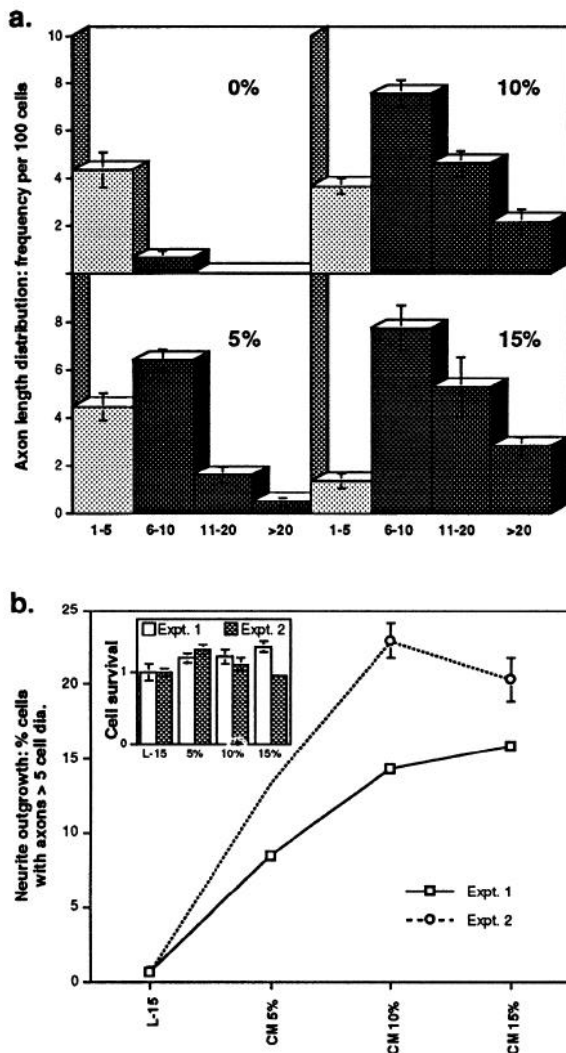 a.
Axon length distribution: frequency per 100 cells
10
8
6
4
2
0%
10%
8
6
4
2
0
5%
15%
1-5
6-10
11-20
>20
1-5
6-10
11-20
>20
b.
Neurite outgrowth: % cells
with axons > 5 cell dia.
25
20
15
10
5
0
Cell survival
1
0
Expt. 1
Expt. 2
L-15
5%
10%
15%
Expt. 1
Expt. 2
L-15
CM 5%
CM 10%
CM 15%